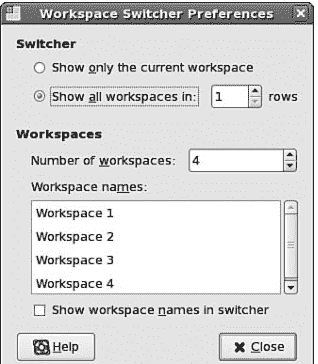 Workspace Switcher Preferences
Switcher
Show only the current workspace
Show all workspaces in: 1 rows
Workspaces
Number of workspaces: 4
Workspace names:
Workspace 1
Workspace 2
Workspace 3
Workspace 4
Show workspace names in switcher
Help Close